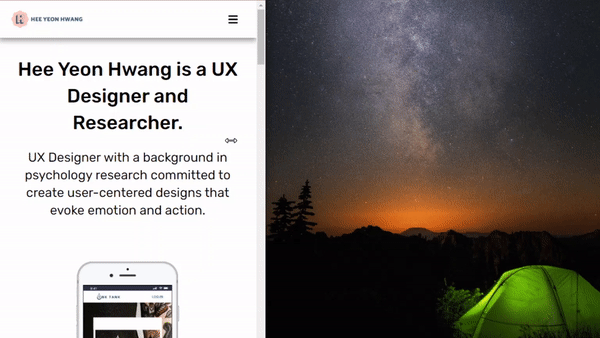 HEE YEON HWANG
Hee Yeon Hwang is a UX
Designer and
Researcher.
UX Designer with a background in
psychology research committed to
create user-centered designs that
evoke emotion and action.
LOGIN